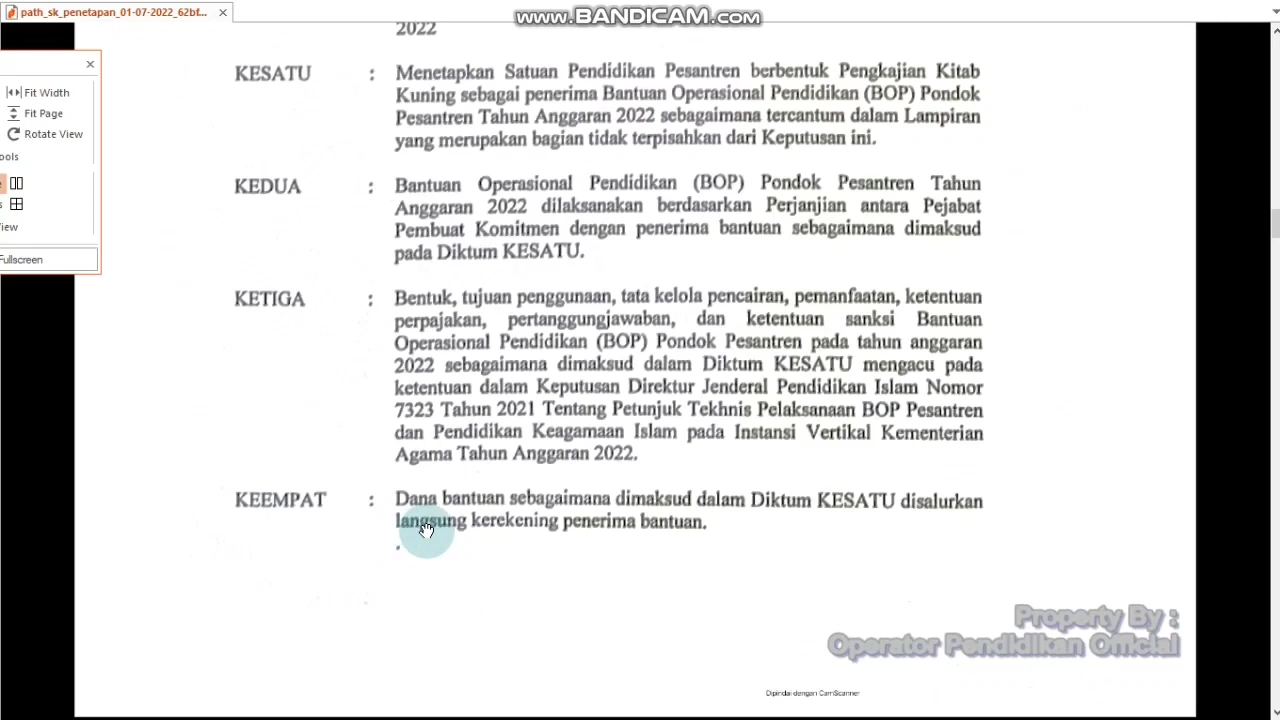 path_sk_penetapan_01-07-2022_62bf...
www.BANDICAM.com
2022
Fit Width
Fit Page
Rotate View
ools
s
iew
Fullscreen
KESATU : Menetapkan Satuan Pendidikan Pesantren berbentuk Pengkajian Kitab
Kuning sebagai penerima Bantuan Operasional Pendidikan (BOP) Pondok
Pesantren Tahun Anggaran 2022 sebagaimana tercantum dalam Lampiran
yang merupakan bagian tidak terpisahkan dari Keputusan ini.
KEDUA : Bantuan Operasional Pendidikan (BOP) Pondok Pesantren Tahun
Anggaran 2022 dilaksanakan berdasarkan Perjanjian antara Pejabat
Pembuat Komitmen dengan penerima bantuan sebagaimana dimaksud
pada Diktum KESATU.
KETIGA : Bentuk, tujuan penggunaan, tata kelola pencairan, pemanfaatan, ketentuan
perpajakan, pertanggungjawaban, dan ketentuan sanksi Bantuan
Operasional Pendidikan (BOP) Pondok Pesantren pada tahun anggaran
2022 sebagaimana dimaksud dalam Diktum KESATU mengacu pada
ketentuan dalam Keputusan Direktur Jenderal Pendidikan Islam Nomor
7323 Tahun 2021 Tentang Petunjuk Tekhnis Pelaksanaan BOP Pesantren
dan Pendidikan Keagamaan Islam pada Instansi Vertikal Kementerian
Agama Tahun Anggaran 2022.
KEEMPAT : Dana bantuan sebagaimana dimaksud dalam Diktum KESATU disalurkan
langsung kerekening penerima bantuan.
Property By :
Operator Pendidikan Official
Dipindai dengan CamScanner